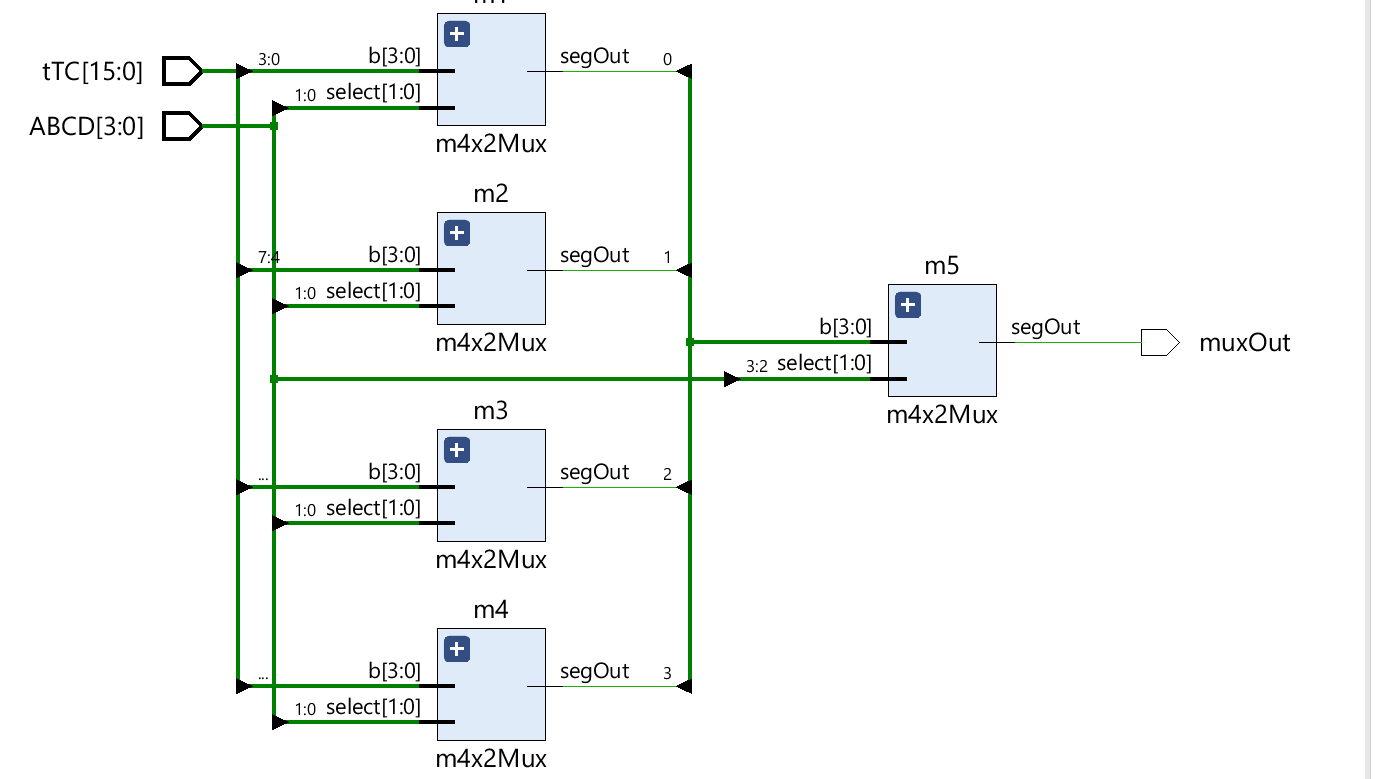 tTC[15:0]
3:0
b[3:0]
segOut
0
1:0
select[1:0]
ABCD[3:0]
m4x2Mux
m2
7:4
b[3:0]
segOut
1
1:0
select[1:0]
m4x2Mux
m5
b[3:0]
segOut
muxOut
3:2
select[1:0]
m4x2Mux
m3
...
b[3:0]
segOut
2
1:0
select[1:0]
m4x2Mux
m4
...
b[3:0]
segOut
3
1:0
select[1:0]
m4x2Mux